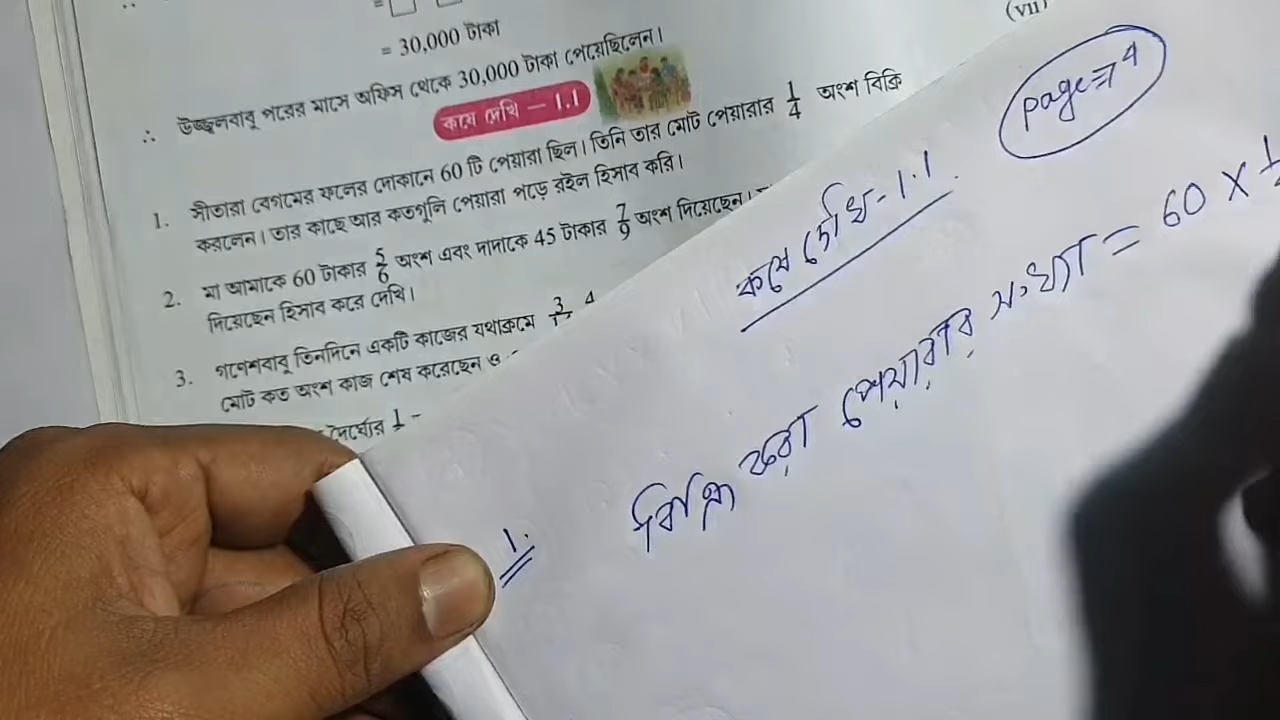 = 30,000 টাকা
(VII)
∴ উজ্জ্বলবাবু পরের মাসে অফিস থেকে 30,000 টাকা পেয়েছিলেন।
কষে দেখি – 1.1
1. সীতারা বেগমের ফলের দোকানে 60 টি পেয়ারা ছিল। তিনি তার মোট পেয়ারার 1/4 অংশ বিক্রি
করলেন। তার কাছে আর কতগুলি পেয়ারা পড়ে রইল হিসাব করি।
2. মা আমাকে 60 টাকার 5/6 অংশ এবং দাদাকে 45 টাকার 7/9 অংশ দিয়েছেন।
দিয়েছেন হিসাব করে দেখি।
3. গণেশবাবু তিনদিনে একটি কাজের যথাক্রমে
মোট কত অংশ কাজ শেষ করেছেন ও
দৈর্ঘ্যের
page → 4
কষে দেখি – 1.1
1. বিক্রি করা পেয়ারার সংখ্যা = 60 ×